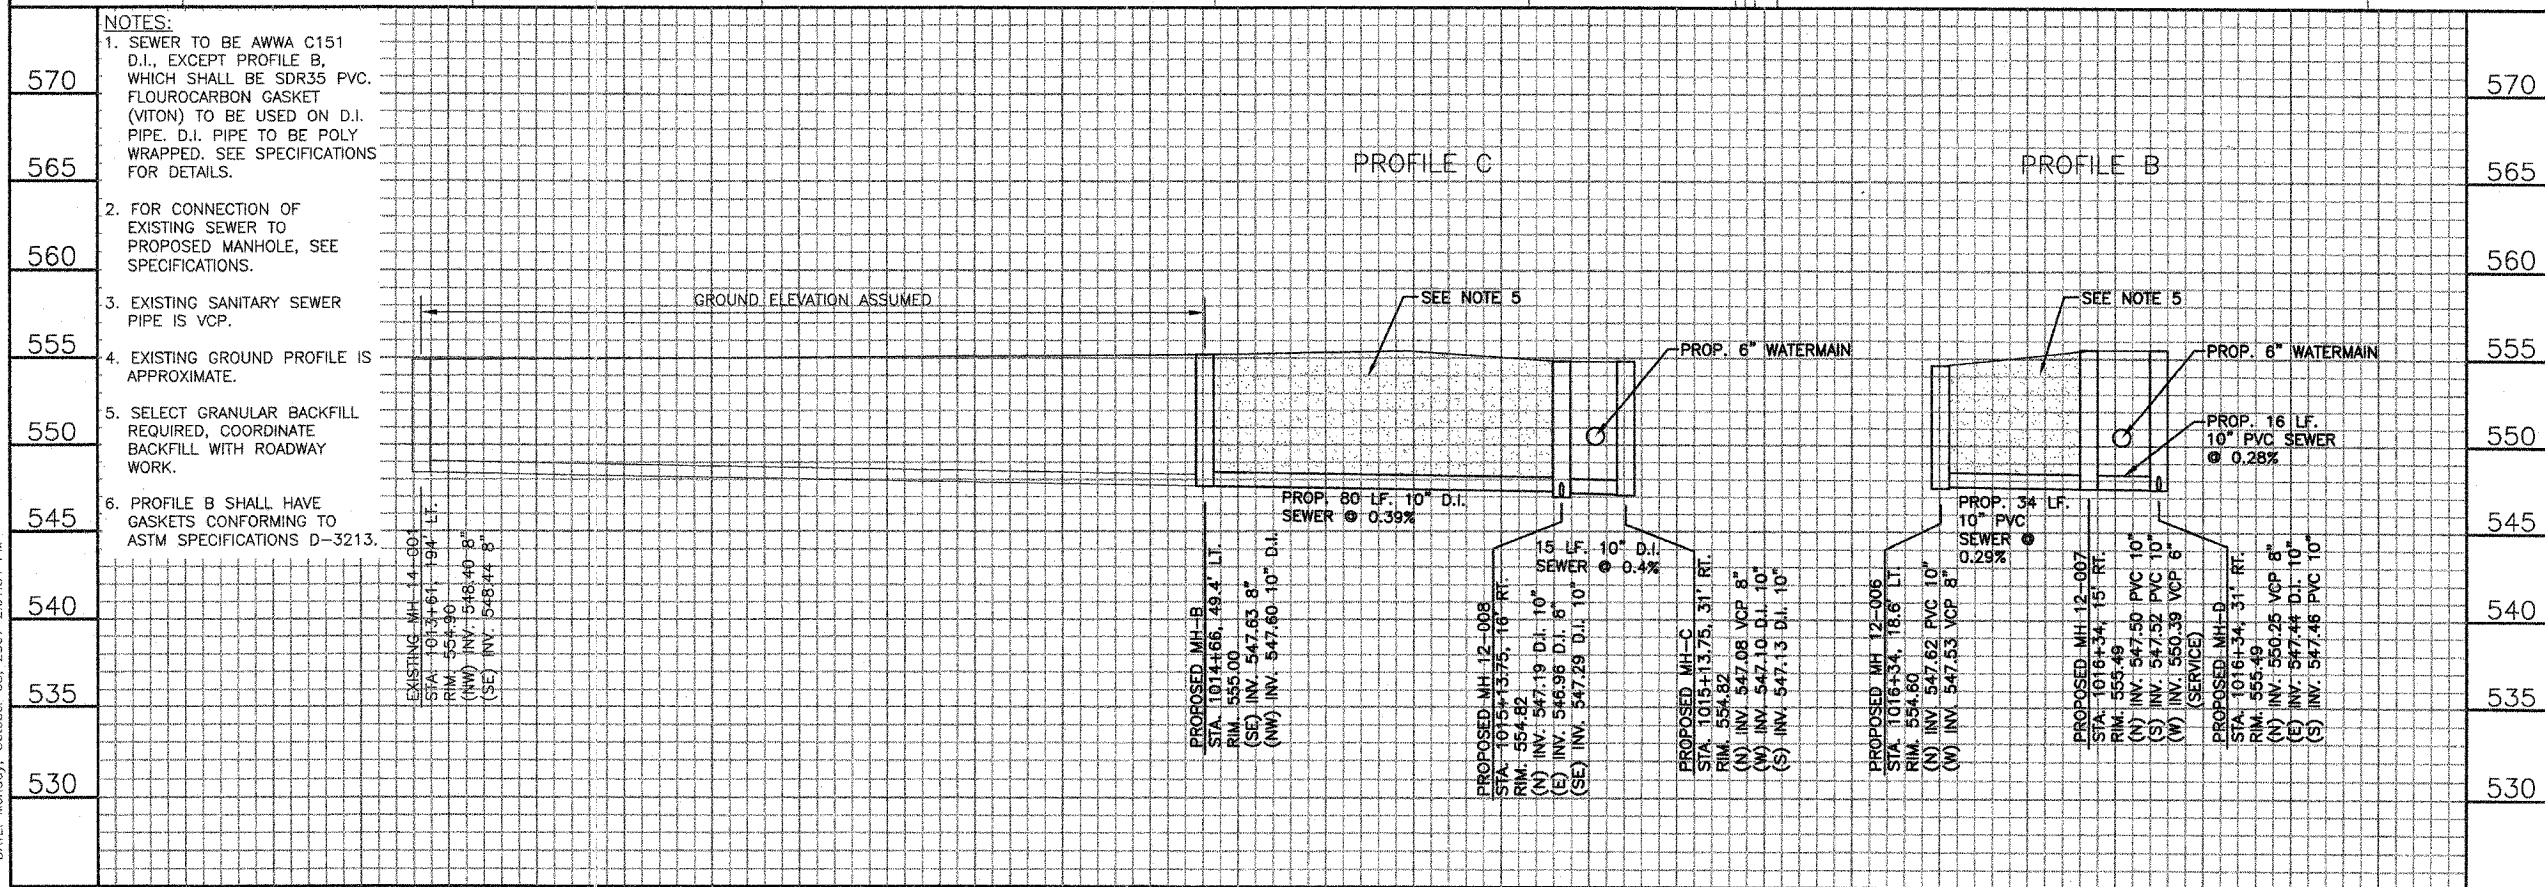 NOTES:
1. SEWER TO BE AWWA C151
D.I., EXCEPT PROFILE B,
WHICH SHALL BE SDR35 PVC.
FLOUROCARBON GASKET
(VITON) TO BE USED ON D.I.
PIPE. D.I. PIPE TO BE POLY
WRAPPED. SEE SPECIFICATIONS
FOR DETAILS.
2. FOR CONNECTION OF
EXISTING SEWER TO
PROPOSED MANHOLE, SEE
SPECIFICATIONS.
3. EXISTING SANITARY SEWER
PIPE IS VCP.
4. EXISTING GROUND PROFILE IS
APPROXIMATE.
5. SELECT GRANULAR BACKFILL
REQUIRED, COORDINATE
BACKFILL WITH ROADWAY
WORK.
6. PROFILE B SHALL HAVE
GASKETS CONFORMING TO
ASTM SPECIFICATIONS D-3213.
570
565
560
555
550
545
540
535
530
GROUND ELEVATION ASSUMED
PROFILE C
SEE NOTE 5
PROP. 6" WATERMAIN
PROP. 80 LF. 10" D.I.
SEWER @ 0.39%
15 LF. 10" D.I.
SEWER @ 0.4%
EXISTING MH 14-001
STA. 1013+61, 194' LT.
RIM. 554.90
(NW) INV. 548.40 8"
(SE) INV. 548.44 8"
PROPOSED MH-B
STA. 1014+66, 49.4' LT.
RIM. 555.00
(SE) INV. 547.63 8"
(NW) INV. 547.60 10" D.I.
PROPOSED MH 12-008
STA. 1015+13.75, 16' RT.
RIM. 554.82
(N) INV. 547.19 D.I. 10"
(E) INV. 546.96 D.I. 8"
(SE) INV. 547.29 D.I. 10"
PROPOSED MH-C
STA. 1015+13.75, 31' RT.
RIM. 554.82
(N) INV. 547.08 VCP 8"
(W) INV. 547.10 D.I. 10"
(S) INV. 547.13 D.I. 10"
PROFILE B
SEE NOTE 5
PROP. 6" WATERMAIN
PROP. 16 LF.
10" PVC SEWER
@ 0.28%
PROP. 34 LF.
10" PVC
SEWER @
0.29%
PROPOSED MH 12-006
STA. 1016+34, 18.6' LT.
RIM. 554.60
(N) INV. 547.62 PVC 10"
(W) INV. 547.53 VCP 8"
PROPOSED MH 12-007
STA. 1016+34, 15' RT.
RIM. 555.49
(N) INV. 547.50 PVC 10"
(S) INV. 547.52 PVC 10"
(W) INV. 550.39 VCP 6"
(SERVICE)
PROPOSED MH-D
STA. 1016+34, 31' RT.
RIM. 555.49
(N) INV. 550.25 VCP 8"
(E) INV. 547.44 D.I. 10"
(S) INV. 547.46 PVC 10"
570
565
560
555
550
545
540
535
530